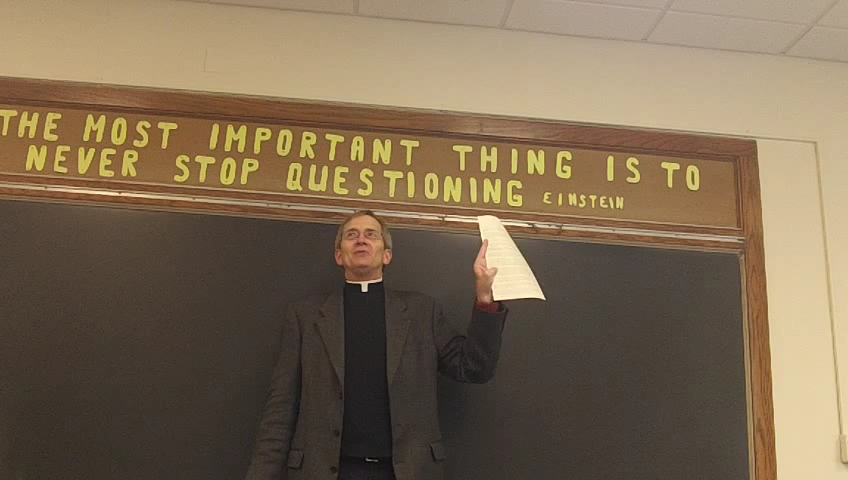 THE MOST IMPORTANT THING IS TO
NEVER STOP QUESTIONING EINSTEIN